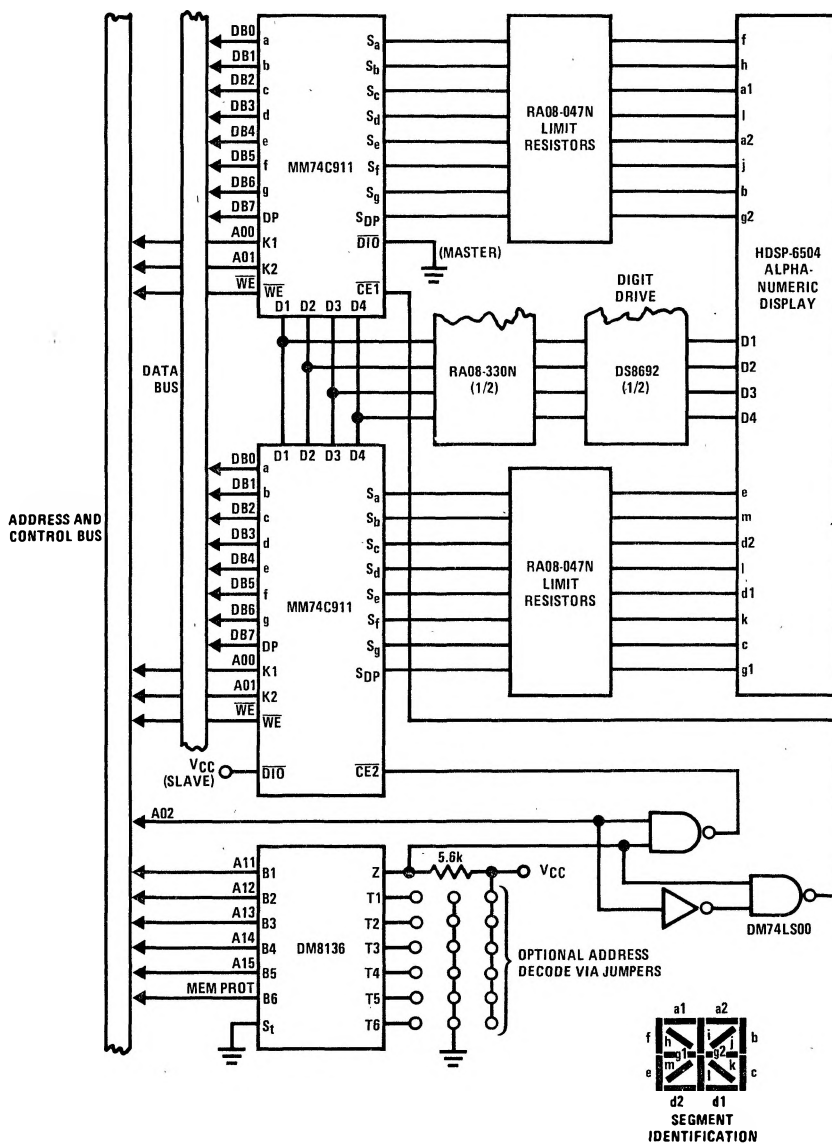 DB0 a Sa f
DB1 b Sb h
DB2 c Sc a1
DB3 d Sd l
DB4 e Se a2
DB5 f Sf j
DB6 g Sg b
DB7 DP SDP g2
MM74C911
RA08-047N
LIMIT
RESISTORS
A00 K1 DIO (MASTER)
A01 K2
WE WE CE1
D1 D2 D3 D4
HDSP-6504
ALPHA-
NUMERIC
DISPLAY
DIGIT
DRIVE
DATA
BUS
RA08-330N
(1/2)
DS8692
(1/2)
D1
D2
D3
D4
D1 D2 D3 D4
ADDRESS AND
CONTROL BUS
DB0 a Sa e
DB1 b Sb m
DB2 c Sc d2
DB3 d Sd l
DB4 e Se d1
DB5 f Sf k
DB6 g Sg c
DB7 DP SDP g1
MM74C911
RA08-047N
LIMIT
RESISTORS
A00 K1
A01 K2
WE WE
VCC
(SLAVE)
DIO CE2
A02
A11 B1 Z 5.6k VCC
A12 B2 T1
A13 B3 T2
A14 B4 T3
A15 B5 T4
MEM PROT B6 T5
St T6
DM8136
OPTIONAL ADDRESS
DECODE VIA JUMPERS
DM74LS00
a1 a2
f h i j b
g1 g2
e m l k c
d2 d1
SEGMENT
IDENTIFICATION